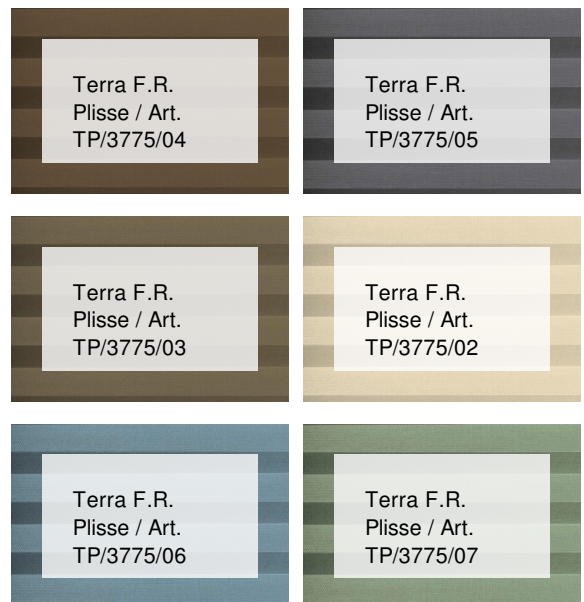 Terra F.R.
Plisse / Art.
TP/3775/04
Terra F.R.
Plisse / Art.
TP/3775/05
Terra F.R.
Plisse / Art.
TP/3775/03
Terra F.R.
Plisse / Art.
TP/3775/02
Terra F.R.
Plisse / Art.
TP/3775/06
Terra F.R.
Plisse / Art.
TP/3775/07